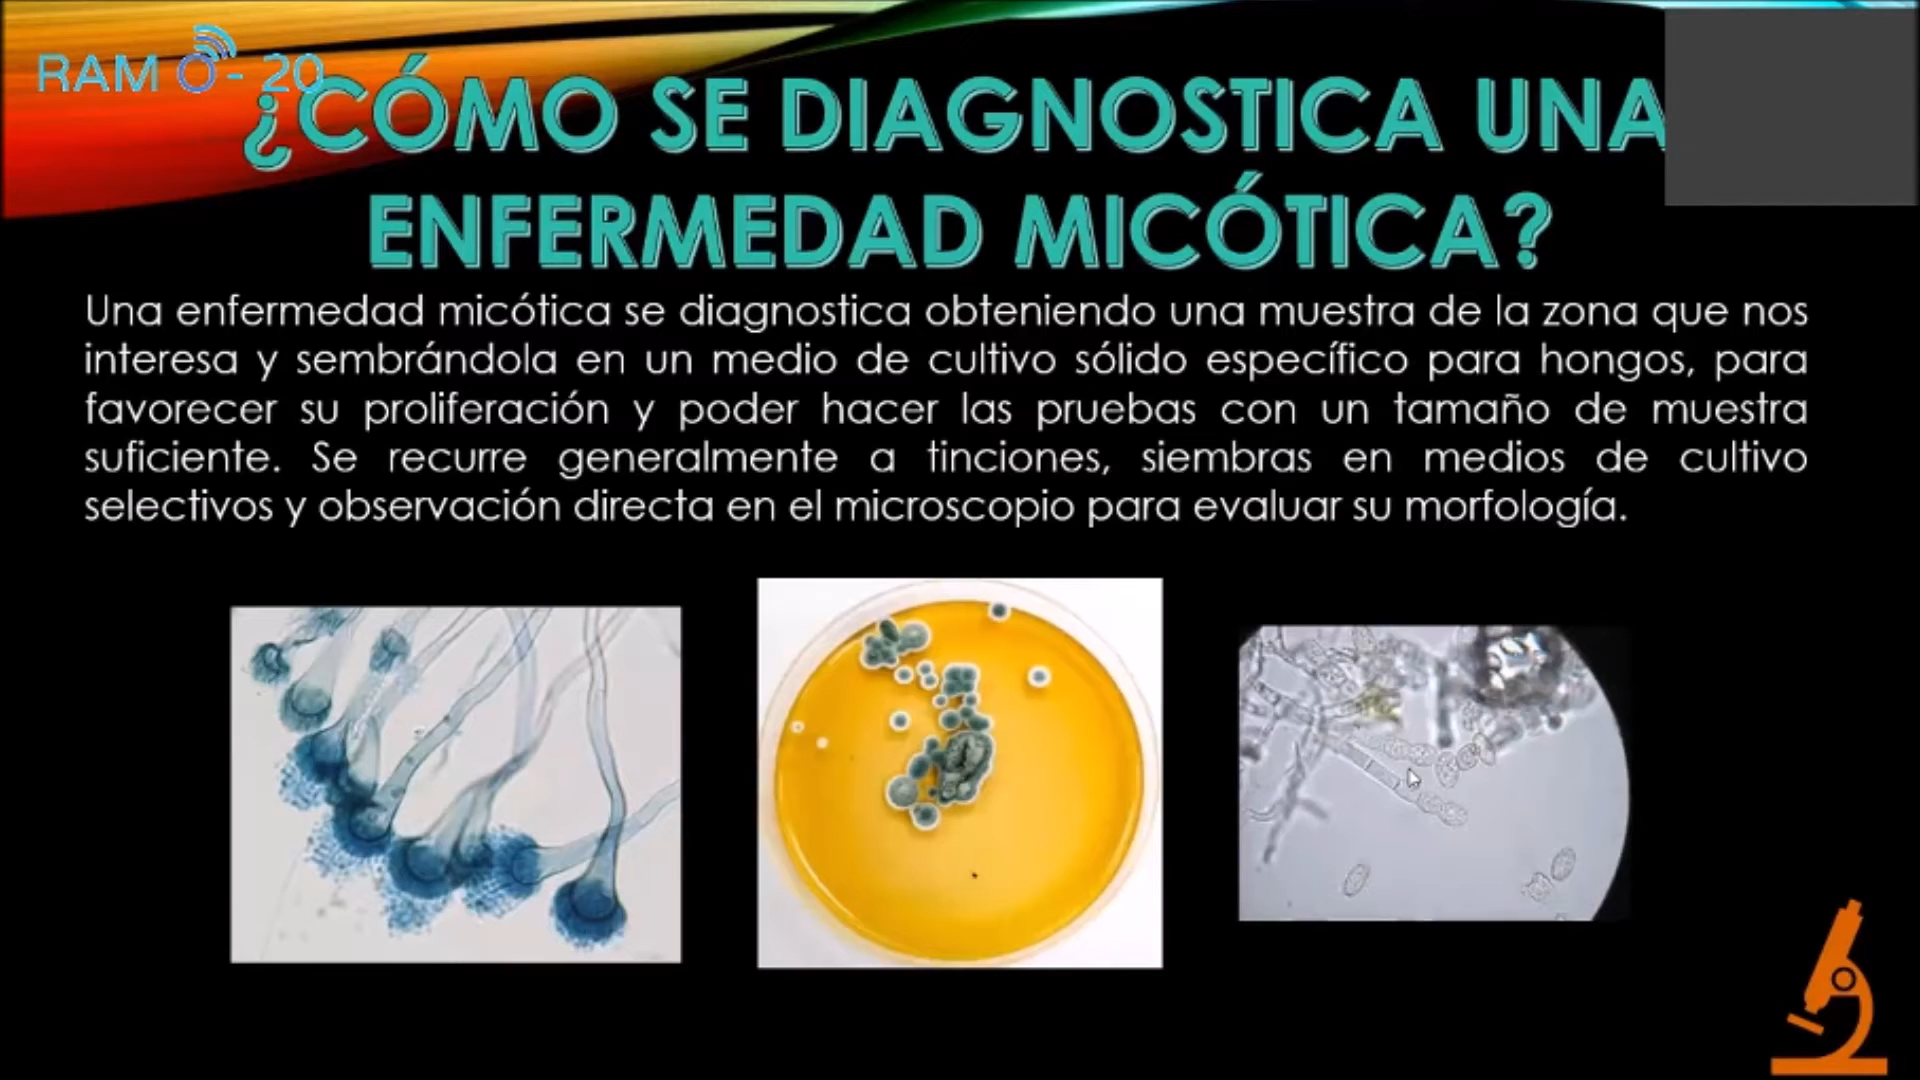 RAM O - 20
¿CÓMO SE DIAGNOSTICA UNA
ENFERMEDAD MICÓTICA?
Una enfermedad micótica se diagnostica obteniendo una muestra de la zona que nos
interesa y sembrándola en un medio de cultivo sólido específico para hongos, para
favorecer su proliferación y poder hacer las pruebas con un tamaño de muestra
suficiente. Se recurre generalmente a tinciones, siembras en medios de cultivo
selectivos y observación directa en el microscopio para evaluar su morfología.